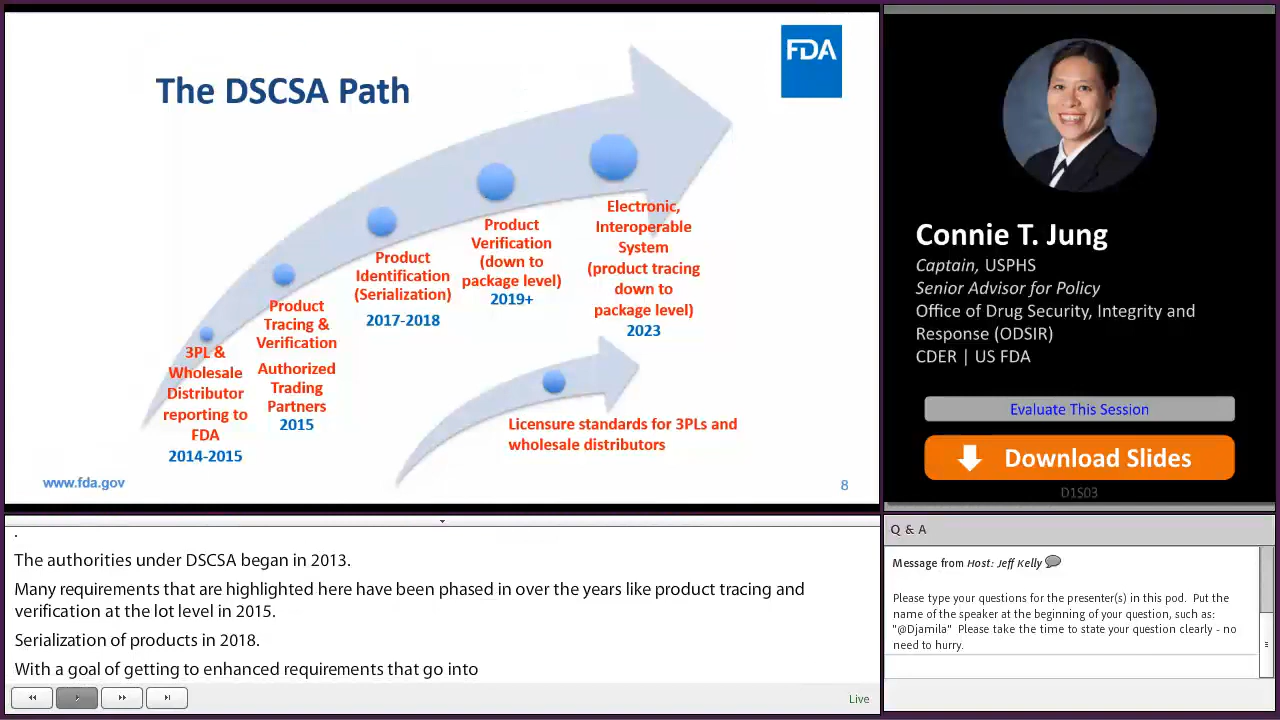 The DSCSA Path
FDA
3PL &
Wholesale
Distributor
reporting to
FDA
2014-2015
Product
Tracing &
Verification
Authorized
Trading
Partners
2015
Product
Identification
(Serialization)
2017-2018
Product
Verification
(down to
package level)
2019+
Electronic,
Interoperable
System
(product tracing
down to
package level)
2023
Licensure standards for 3PLs and
wholesale distributors
www.fda.gov
8
Connie T. Jung
Captain, USPHS
Senior Advisor for Policy
Office of Drug Security, Integrity and
Response (ODSIR)
CDER | US FDA
Evaluate This Session
Download Slides
D1S03
.
The authorities under DSCSA began in 2013.
Many requirements that are highlighted here have been phased in over the years like product tracing and
verification at the lot level in 2015.
Serialization of products in 2018.
With a goal of getting to enhanced requirements that go into
Live
Q & A
Message from Host: Jeff Kelly
Please type your questions for the presenter(s) in this pod. Put the
name of the speaker at the beginning of your question, such as:
"@Djamila" Please take the time to state your question clearly - no
need to hurry.